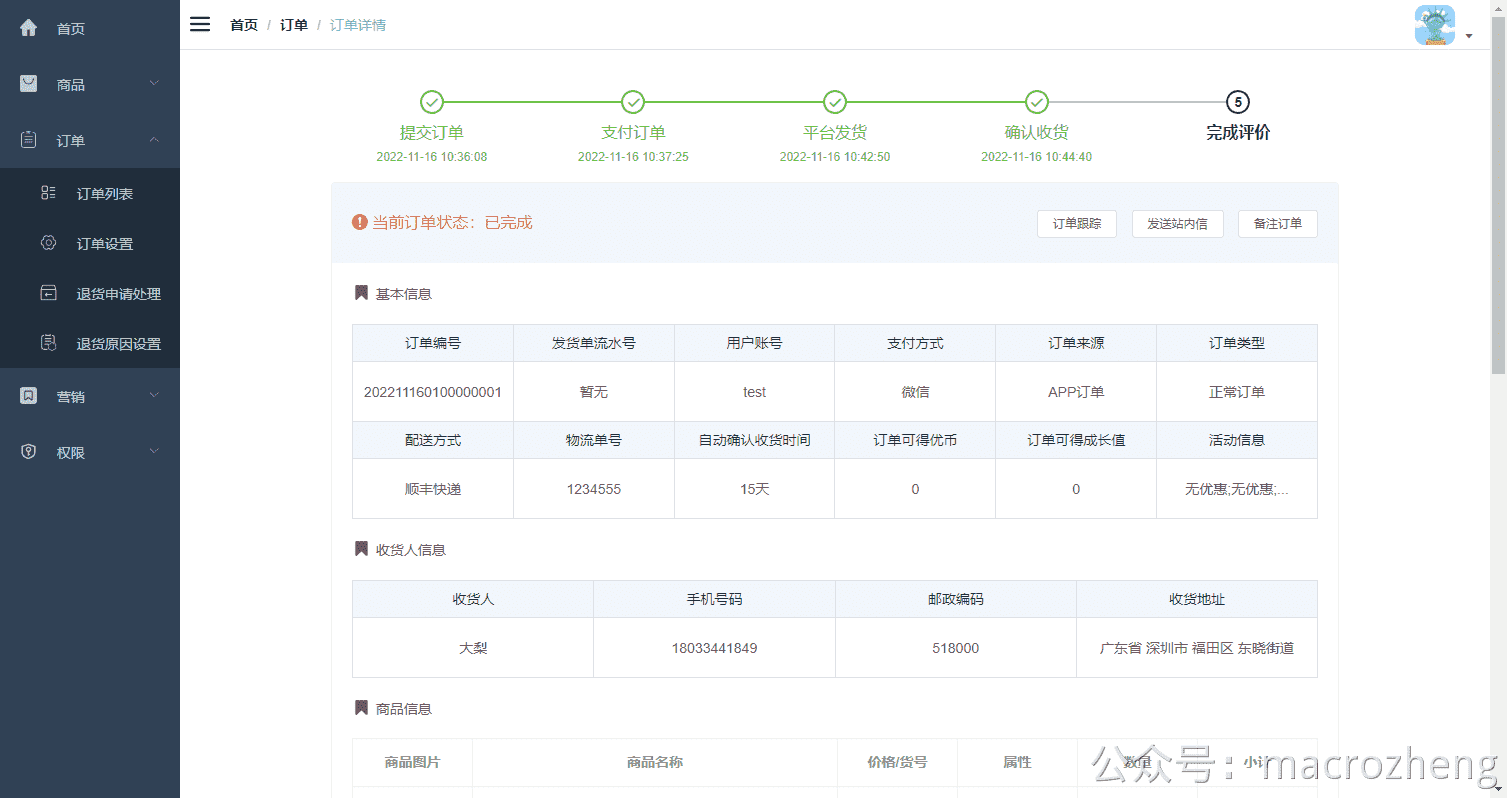 首页
商品
订单
订单列表
订单设置
退货申请处理
退货原因设置
营销
权限
首页 / 订单 / 订单详情
提交订单 支付订单 平台发货 确认收货 5 完成评价
2022-11-16 10:36:08 2022-11-16 10:37:25 2022-11-16 10:42:50 2022-11-16 10:44:40
当前订单状态：已完成 订单跟踪 发送站内信 备注订单
基本信息
订单编号 发货单流水号 用户账号 支付方式 订单来源 订单类型
202211160100000001 暂无 test 微信 APP订单 正常订单
配送方式 物流单号 自动确认收货时间 订单可得优币 订单可得成长值 活动信息
顺丰快递 1234555 15天 0 0 无优惠;无优惠;...
收货人信息
收货人 手机号码 邮政编码 收货地址
大梨 18033441849 518000 广东省 深圳市 福田区 东晓街道
商品信息
商品图片 商品名称 价格/货号 属性 数量 小计
公众号：macrozheng